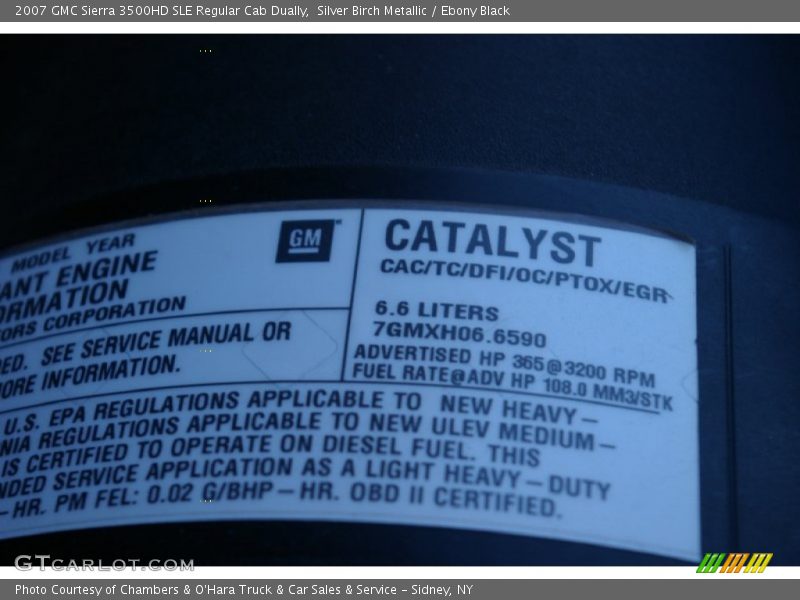 2007 GMC Sierra 3500HD SLE Regular Cab Dually,  Silver Birch Metallic / Ebony Black
MODEL YEAR
ANT ENGINE
ORMATION
ORS CORPORATION
GM
CATALYST
CAC/TC/DFI/OC/PTOX/EGR
6.6 LITERS
7GMXH06.6590
ADVERTISED HP 365@3200 RPM
FUEL RATE@ADV HP 108.0 MM3/STK
ED. SEE SERVICE MANUAL OR
ORE INFORMATION.
U.S. EPA REGULATIONS APPLICABLE TO NEW HEAVY-
NIA REGULATIONS APPLICABLE TO NEW ULEV MEDIUM-
IS CERTIFIED TO OPERATE ON DIESEL FUEL. THIS
NDED SERVICE APPLICATION AS A LIGHT HEAVY-DUTY
-HR. PM FEL: 0.02 G/BHP-HR. OBD II CERTIFIED.
GTCARLOT.COM
Photo Courtesy of Chambers & O'Hara Truck & Car Sales & Service - Sidney, NY